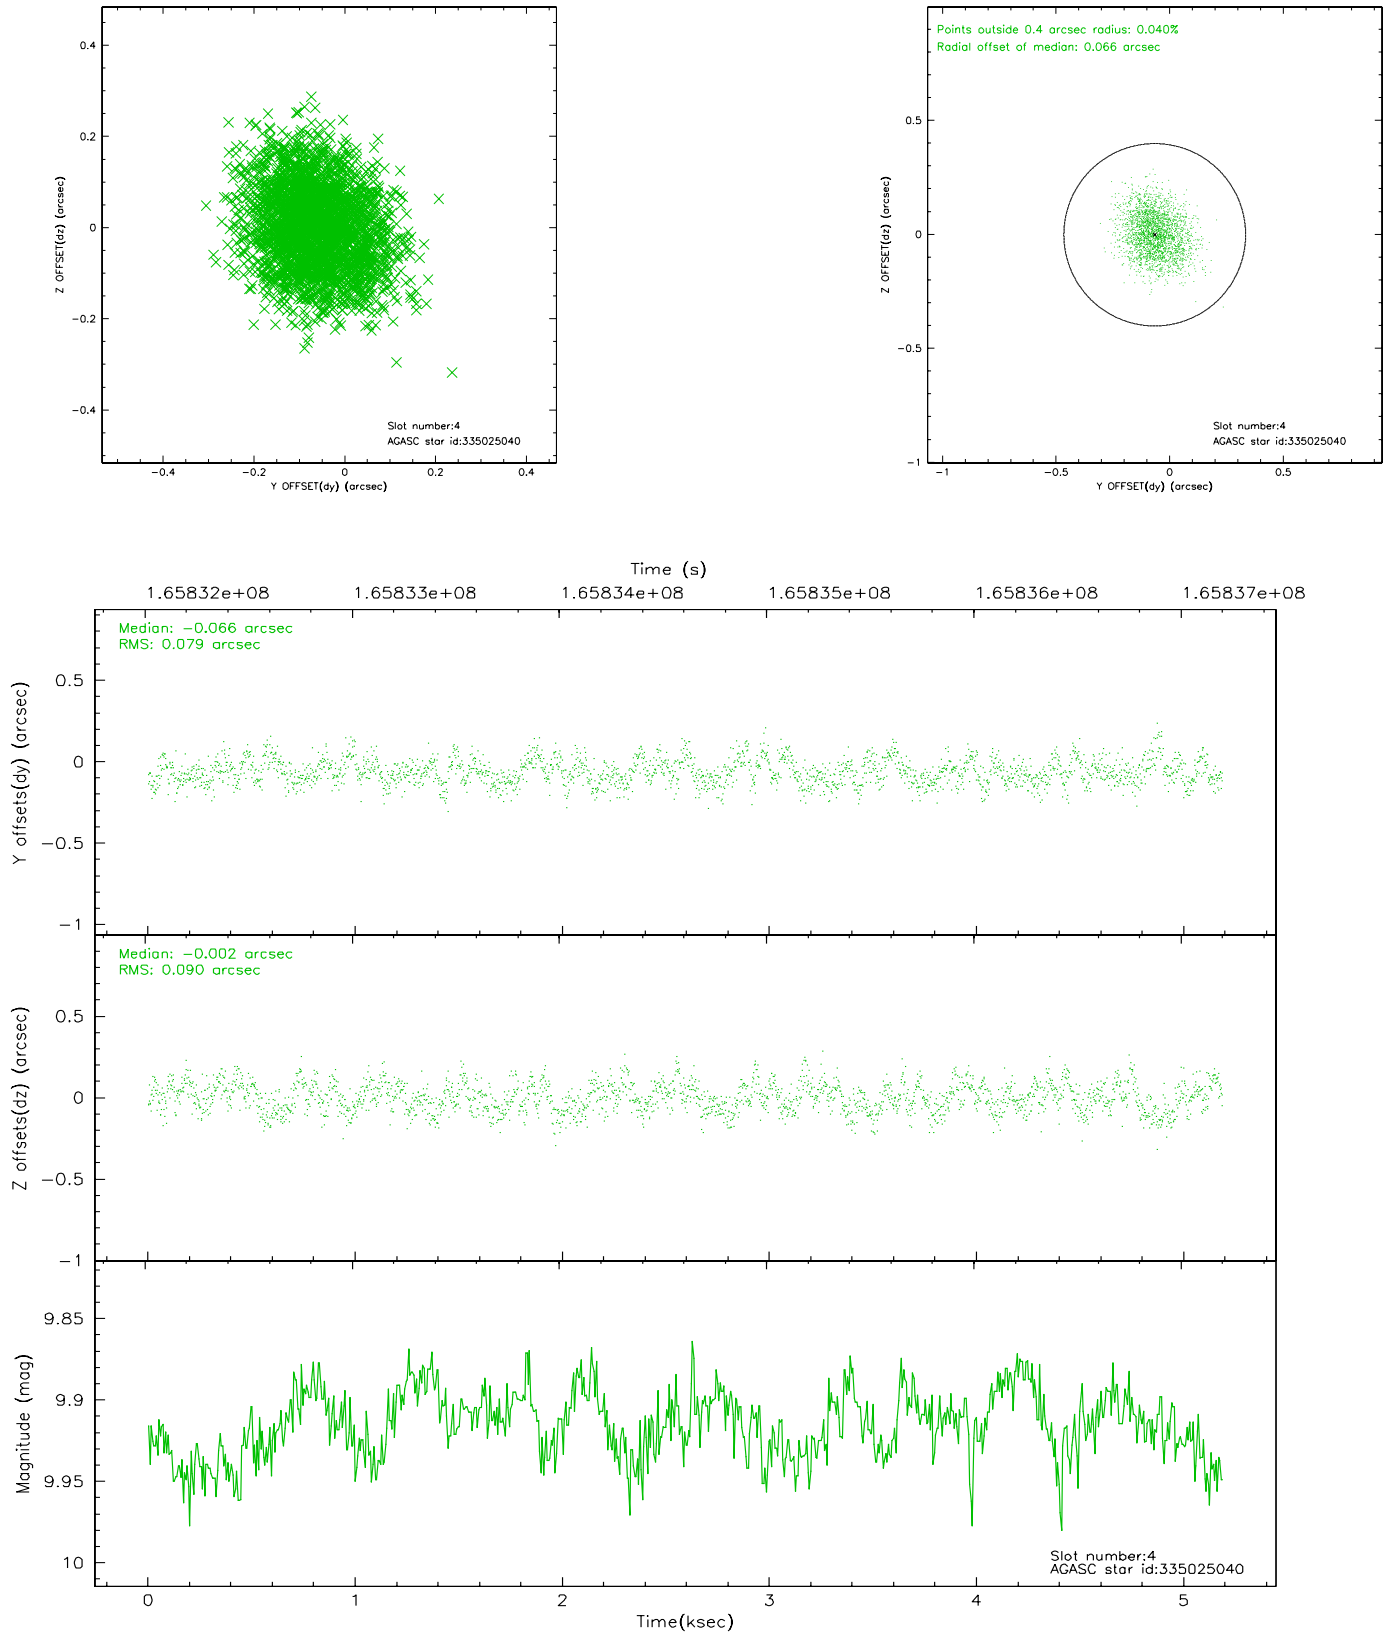 0.4
0.2
0
−0.2
−0.4
Z OFFSET(dz) (arcsec)
−0.4
−0.2
0
0.2
0.4
Y OFFSET(dy) (arcsec)
Slot number:4
AGASC star id:335025040
Points outside 0.4 arcsec radius: 0.040%
Radial offset of median: 0.066 arcsec
0.5
0
−0.5
−1
Z OFFSET(dz) (arcsec)
−1
−0.5
0
0.5
Y OFFSET(dy) (arcsec)
Slot number:4
AGASC star id:335025040
Time (s)
1.65832e+08
1.65833e+08
1.65834e+08
1.65835e+08
1.65836e+08
1.65837e+08
Median: −0.066 arcsec
RMS: 0.079 arcsec
0.5
0
−0.5
−1
Y offsets(dy) (arcsec)
Median: −0.002 arcsec
RMS: 0.090 arcsec
0.5
0
−0.5
−1
Z offsets(dz) (arcsec)
9.85
9.9
9.95
10
Magnitude (mag)
Slot number:4
AGASC star id:335025040
0
1
2
3
4
5
Time(ksec)